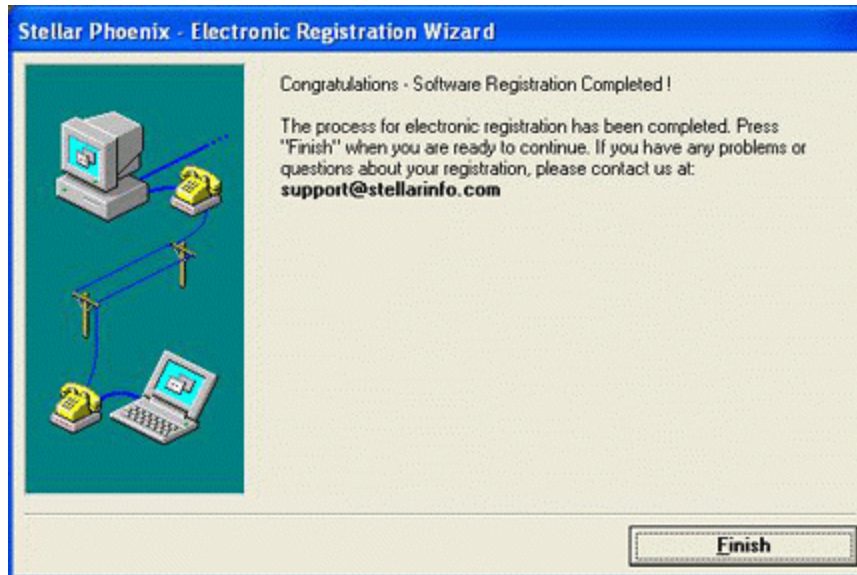 Stellar Phoenix - Electronic Registration Wizard
Congratulations - Software Registration Completed !
The process for electronic registration has been completed. Press
"Finish" when you are ready to continue. If you have any problems or
questions about your registration, please contact us at:
support@stellarinfo.com
Finish